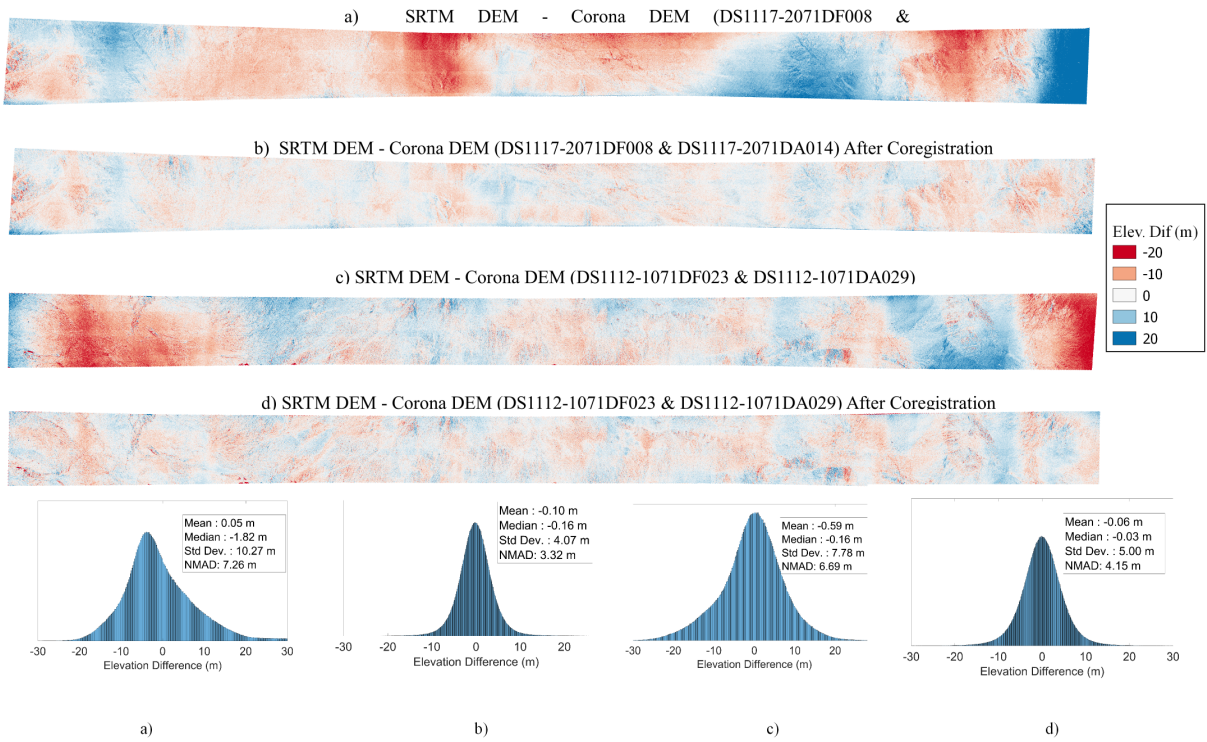 a) SRTM DEM - Corona DEM (DS1117-2071DF008 &
b) SRTM DEM - Corona DEM (DS1117-2071DF008 & DS1117-2071DA014) After Coregistration
Elev. Dif (m)
-20
-10
0
10
20
c) SRTM DEM - Corona DEM (DS1112-1071DF023 & DS1112-1071DA029)
d) SRTM DEM - Corona DEM (DS1112-1071DF023 & DS1112-1071DA029) After Coregistration
Mean : 0.05 m
Median : -1.82 m
Std Dev. : 10.27 m
NMAD: 7.26 m
-30 -20 -10 0 10 20 30
Elevation Difference (m)
Mean : -0.10 m
Median : -0.16 m
Std Dev. : 4.07 m
NMAD: 3.32 m
-30 -20 -10 0 10 20
Elevation Difference (m)
Mean : -0.59 m
Median : -0.16 m
Std Dev. : 7.78 m
NMAD : 6.69 m
-30 -20 -10 0 10 20
Elevation Difference (m)
Mean : -0.06 m
Median : -0.03 m
Std Dev. : 5.00 m
NMAD : 4.15 m
-30 -20 -10 0 10 20 30
Elevation Difference (m)
a)
b)
c)
d)